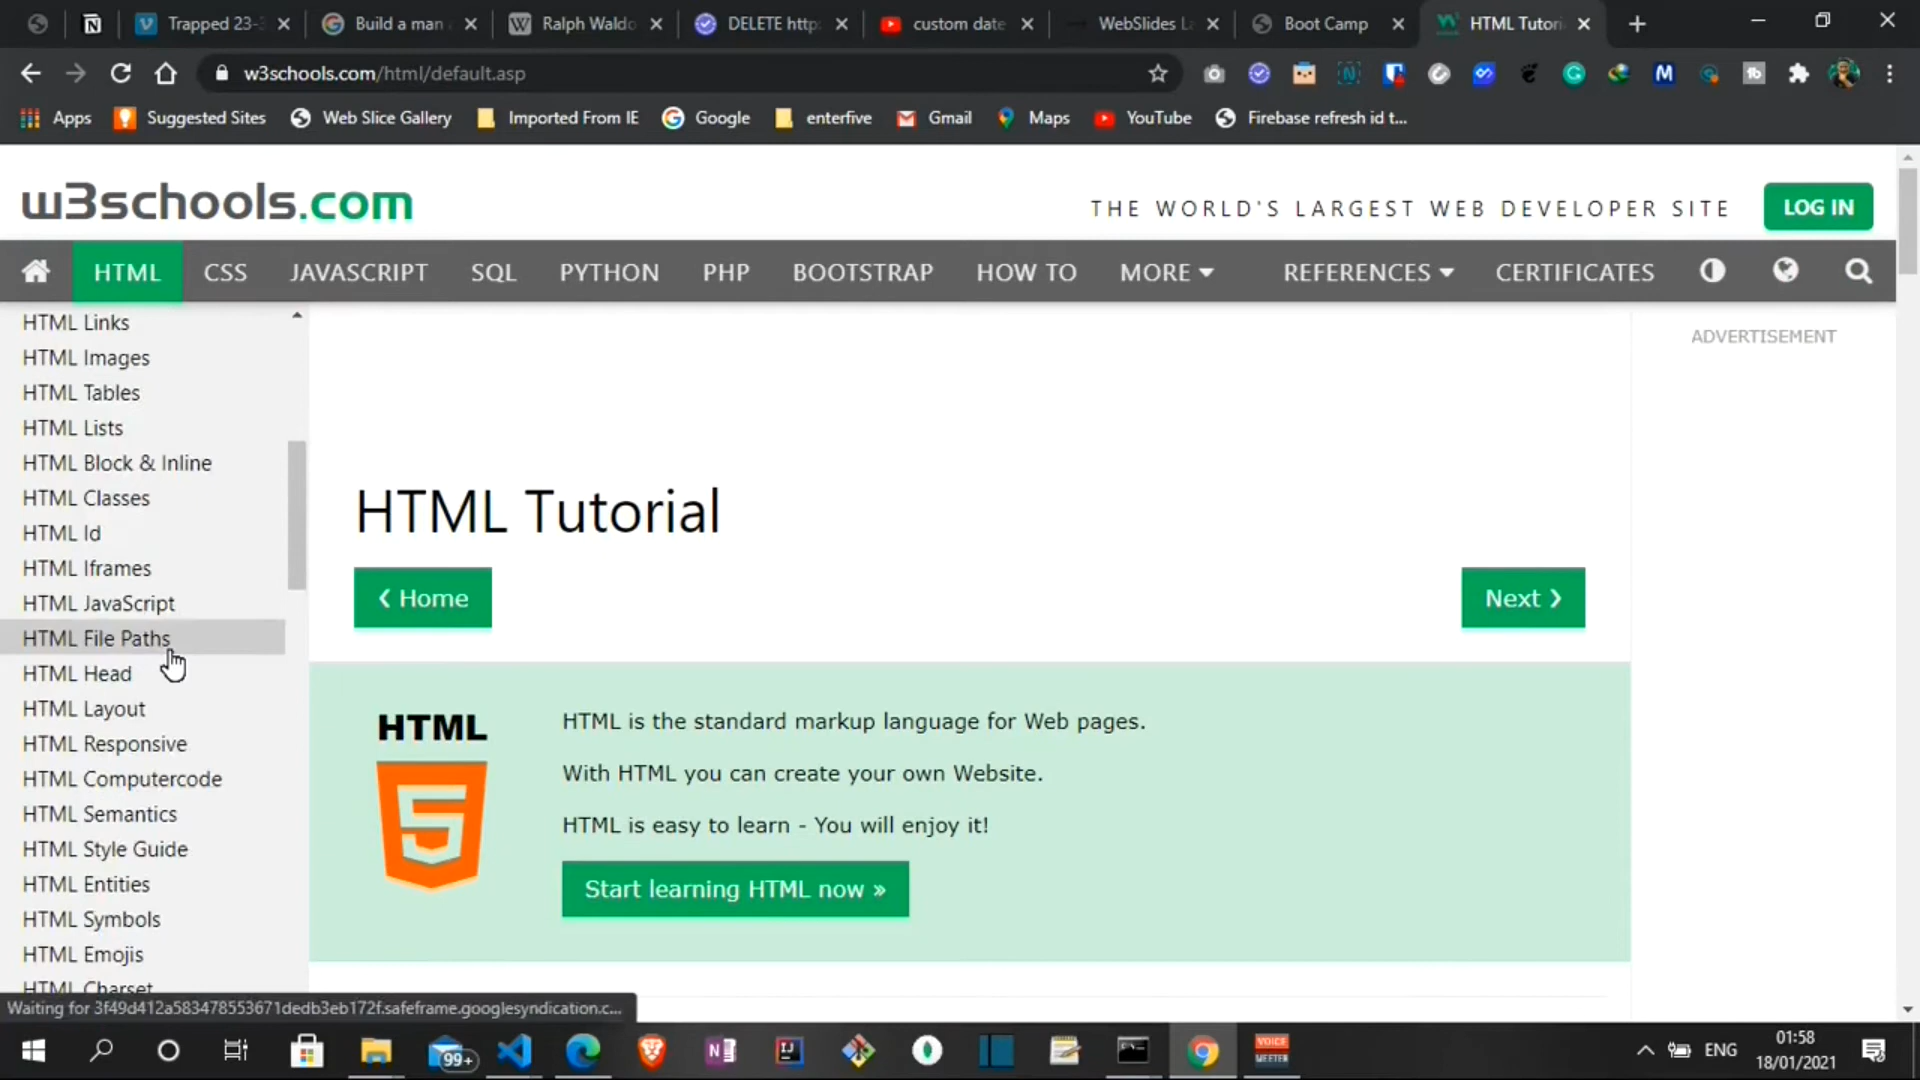 Trapped 23-
Build a man
Ralph Waldo
DELETE http:
custom date
WebSlides La
Boot Camp
HTML Tutori
w3schools.com/html/default.asp
Apps
Suggested Sites
Web Slice Gallery
Imported From IE
Google
enterfive
Gmail
Maps
YouTube
Firebase refresh id t...
w3schools.com
THE WORLD'S LARGEST WEB DEVELOPER SITE
LOG IN
HTML
CSS
JAVASCRIPT
SQL
PYTHON
PHP
BOOTSTRAP
HOW TO
MORE
REFERENCES
CERTIFICATES
HTML Links
HTML Images
HTML Tables
HTML Lists
HTML Block & Inline
HTML Classes
HTML Id
HTML Iframes
HTML JavaScript
HTML File Paths
HTML Head
HTML Layout
HTML Responsive
HTML Computercode
HTML Semantics
HTML Style Guide
HTML Entities
HTML Symbols
HTML Emojis
HTML Charset
ADVERTISEMENT
HTML Tutorial
❮ Home
Next ❯
HTML
5
HTML is the standard markup language for Web pages.
With HTML you can create your own Website.
HTML is easy to learn - You will enjoy it!
Start learning HTML now »
Waiting for 3f49d412a583478553671dedb3eb172f.safeframe.googlesyndication.c...
99+
VOICE
MEETER
ENG
01:58
18/01/2021